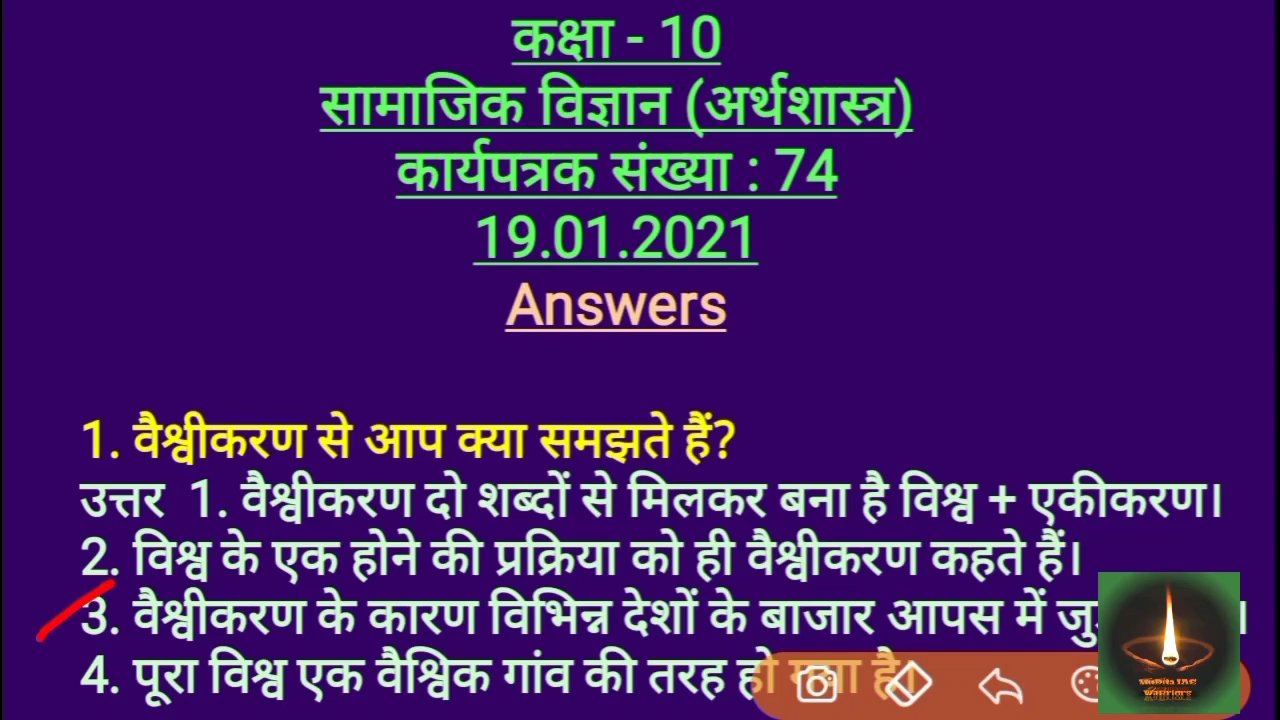 कक्षा - 10
सामाजिक विज्ञान (अर्थशास्त्र)
कार्यपत्रक संख्या : 74
19.01.2021
Answers
1. वैश्वीकरण से आप क्या समझते हैं?
उत्तर 1. वैश्वीकरण दो शब्दों से मिलकर बना है विश्व + एकीकरण।
2. विश्व के एक होने की प्रक्रिया को ही वैश्वीकरण कहते हैं।
3. वैश्वीकरण के कारण विभिन्न देशों के बाजार आपस में
4. पूरा विश्व एक वैश्विक गांव की तरह हो गया है।